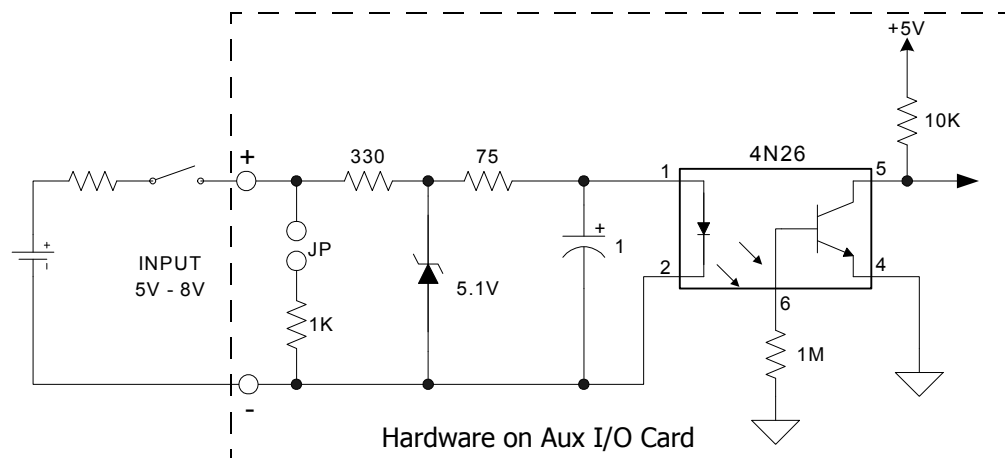 +5V
10K
+
330
75
4N26
1
5
+
-
INPUT
5V - 8V
JP
+
1
2
4
5.1V
6
1K
1M
-
Hardware on Aux I/O Card